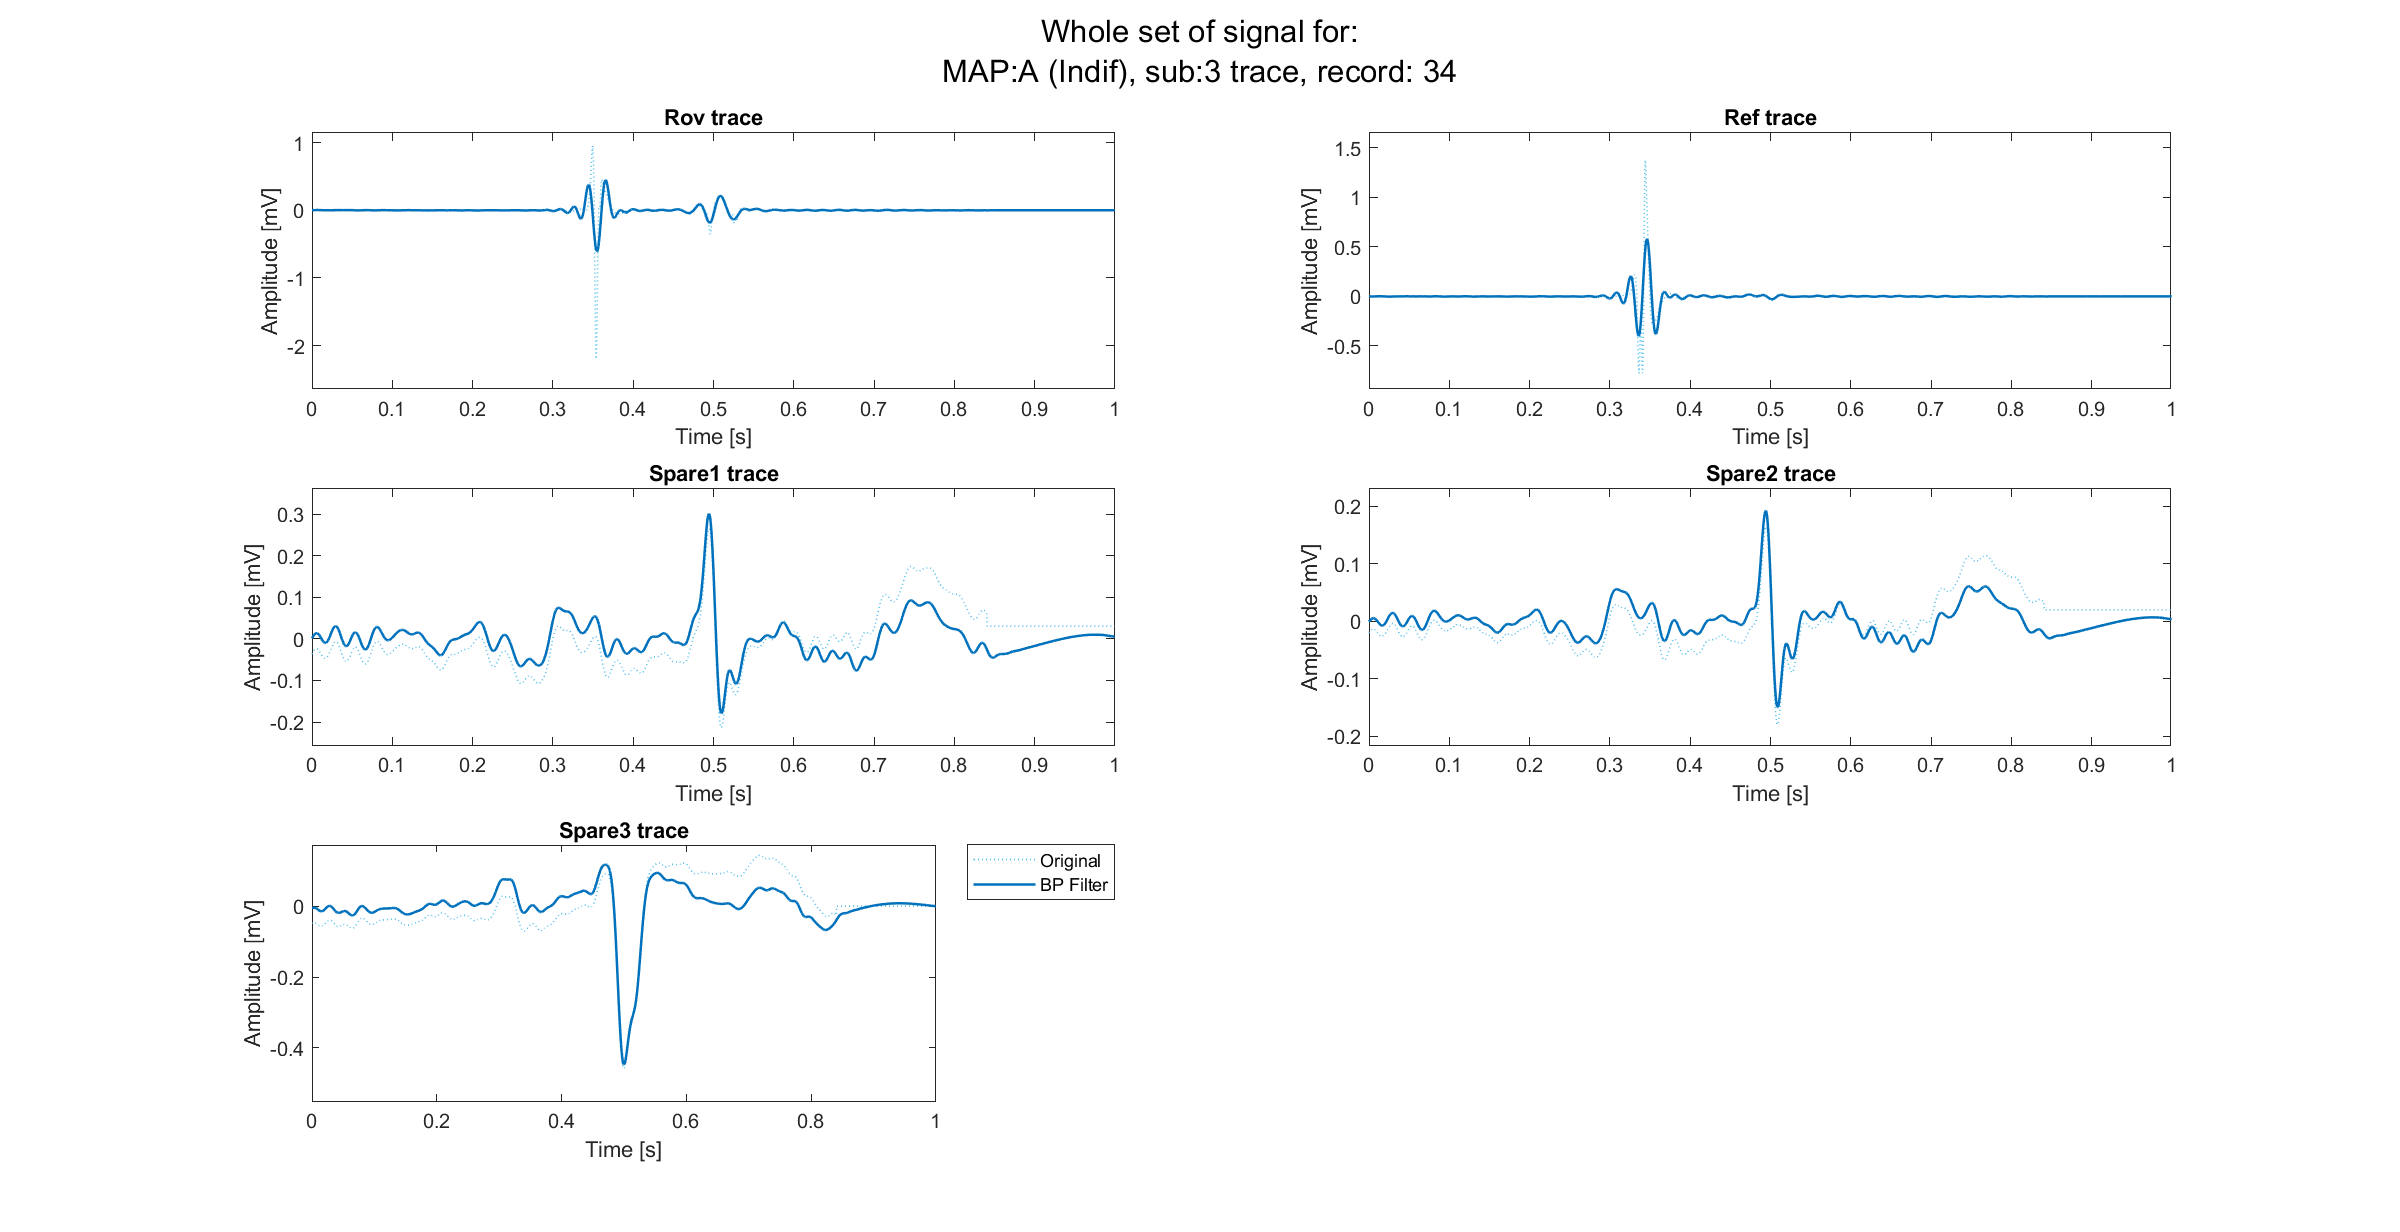 Whole set of signal for:
MAP:A (Indif), sub:3 trace, record: 34
Rov trace
1
0
-1
-2
Amplitude [mV]
0 0.1 0.2 0.3 0.4 0.5 0.6 0.7 0.8 0.9 1
Time [s]
Ref trace
1.5
1
0.5
0
-0.5
Amplitude [mV]
0 0.1 0.2 0.3 0.4 0.5 0.6 0.7 0.8 0.9 1
Time [s]
Spare1 trace
0.3
0.2
0.1
0
-0.1
-0.2
Amplitude [mV]
0 0.1 0.2 0.3 0.4 0.5 0.6 0.7 0.8 0.9 1
Time [s]
Spare2 trace
0.2
0.1
0
-0.1
-0.2
Amplitude [mV]
0 0.1 0.2 0.3 0.4 0.5 0.6 0.7 0.8 0.9 1
Time [s]
Spare3 trace
0
-0.2
-0.4
Amplitude [mV]
0 0.2 0.4 0.6 0.8 1
Time [s]
Original
BP Filter